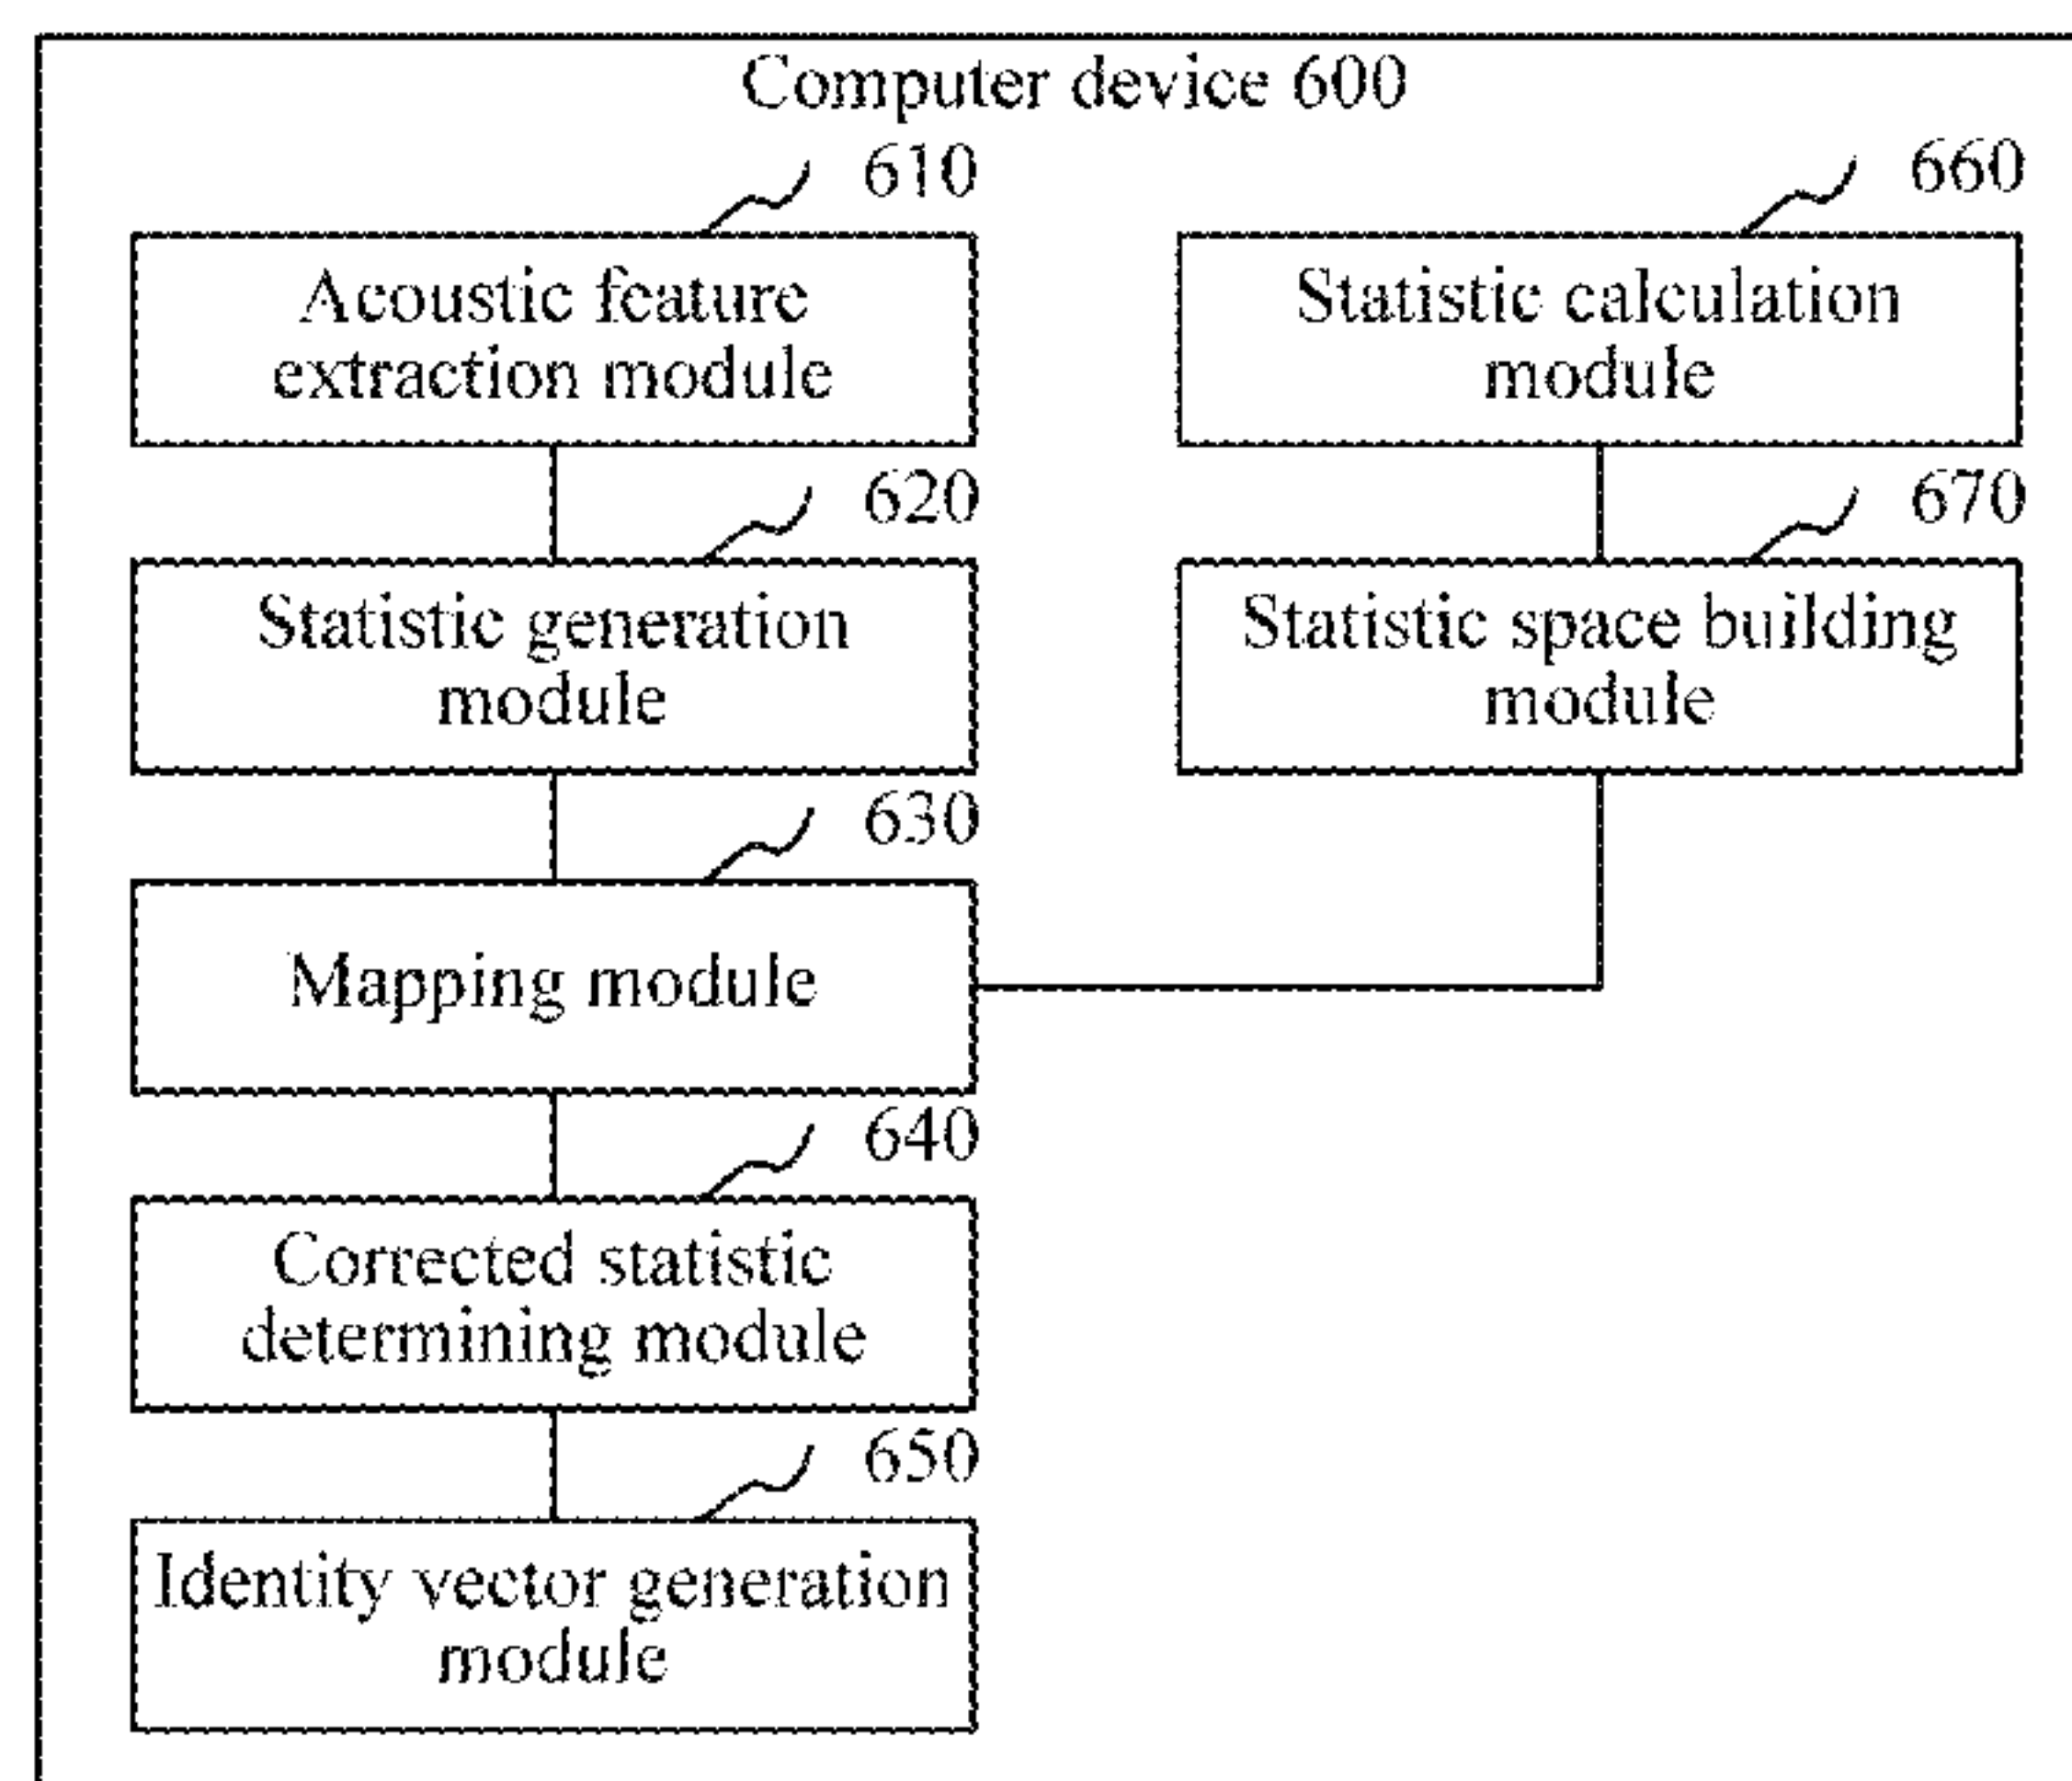 Computer device 600
610
Acoustic feature
extraction module
620
Statistic generation
module
630
Mapping module
640
Corrected statistic
determining module
650
Identity vector generation
module
660
Statistic calculation
module
670
Statistic space building
module